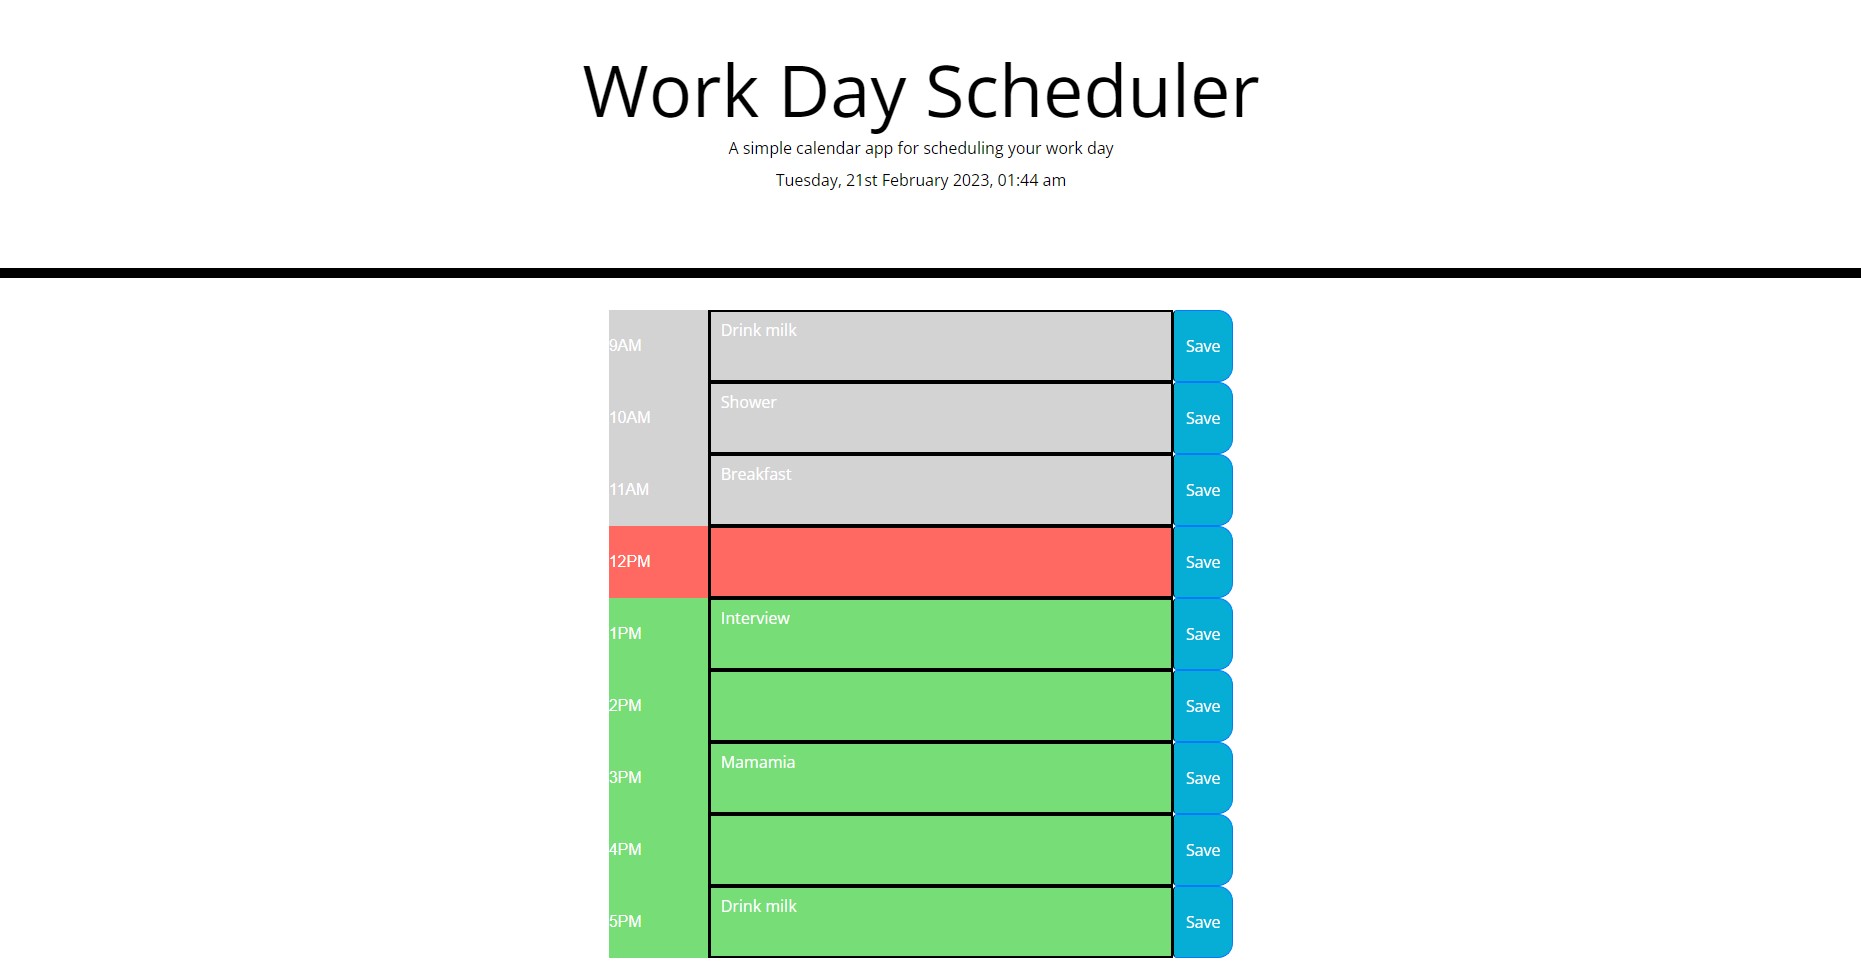 Work Day Scheduler
A simple calendar app for scheduling your work day
Tuesday, 21st February 2023, 01:44 am
9AM Drink milk Save
10AM Shower Save
11AM Breakfast Save
12PM Save
1PM Interview Save
2PM Save
3PM Mamamia Save
4PM Save
5PM Drink milk Save